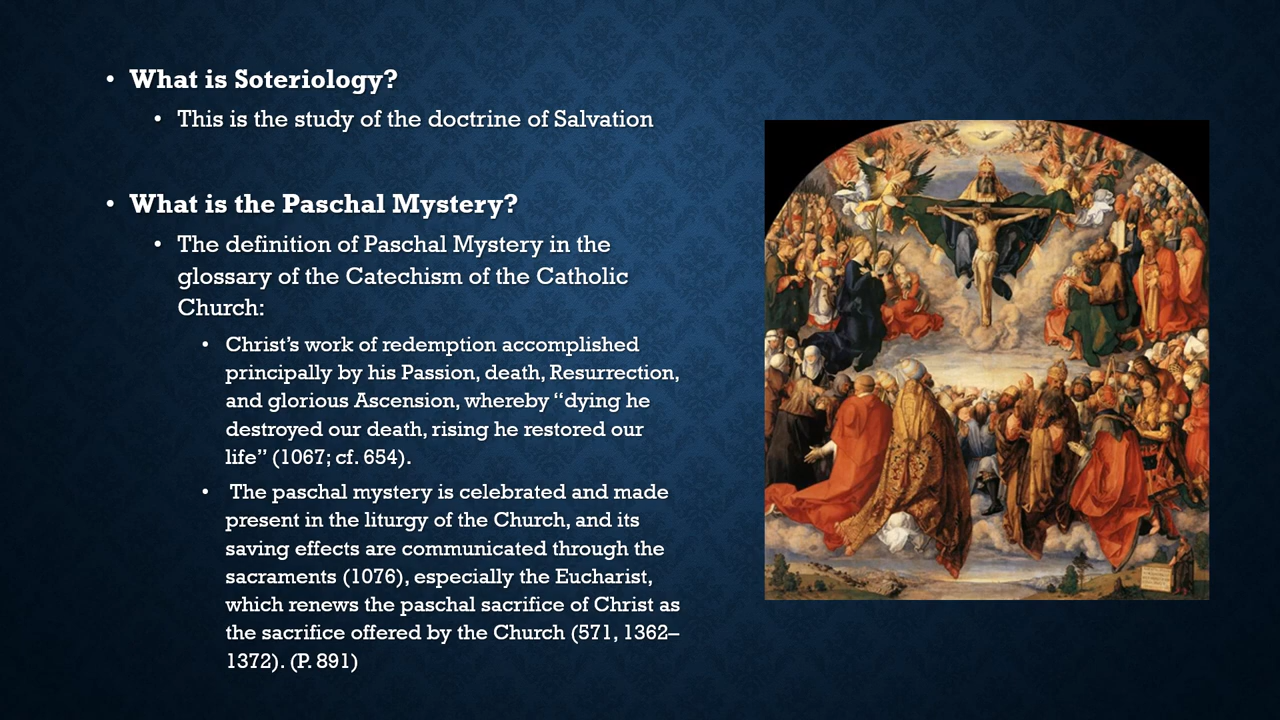 • What is Soteriology?
• This is the study of the doctrine of Salvation
• What is the Paschal Mystery?
• The definition of Paschal Mystery in the
glossary of the Catechism of the Catholic
Church:
• Christ’s work of redemption accomplished
principally by his Passion, death, Resurrection,
and glorious Ascension, whereby “dying he
destroyed our death, rising he restored our
life” (1067; cf. 654).
• The paschal mystery is celebrated and made
present in the liturgy of the Church, and its
saving effects are communicated through the
sacraments (1076), especially the Eucharist,
which renews the paschal sacrifice of Christ as
the sacrifice offered by the Church (571, 1362–
1372). (P. 891)